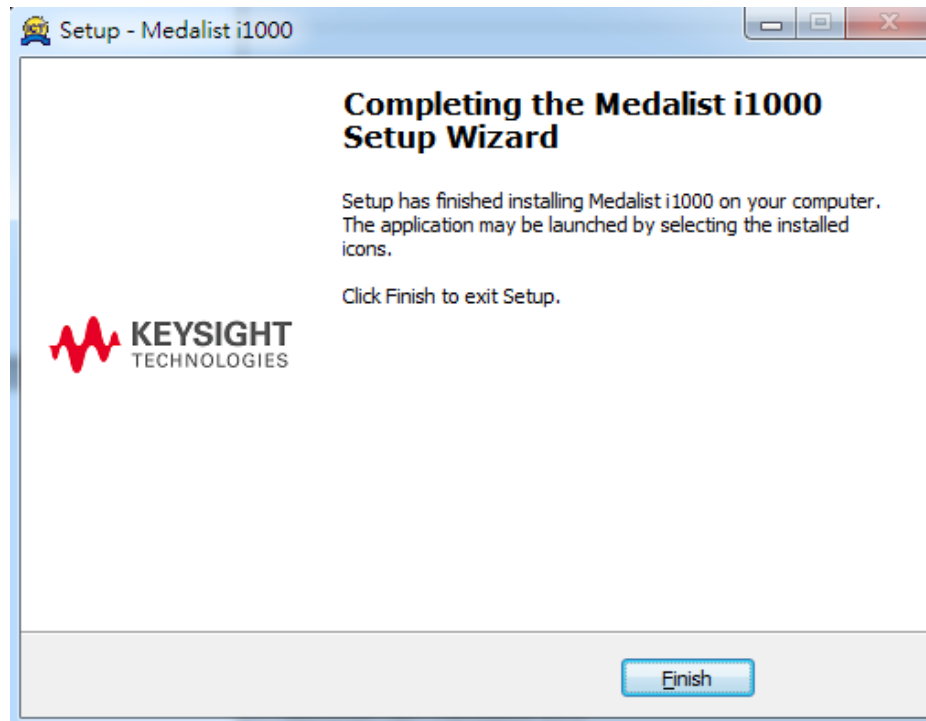 Setup - Medalist i1000
Completing the Medalist i1000
Setup Wizard
Setup has finished installing Medalist i1000 on your computer.
The application may be launched by selecting the installed
icons.
Click Finish to exit Setup.
KEYSIGHT
TECHNOLOGIES
Finish